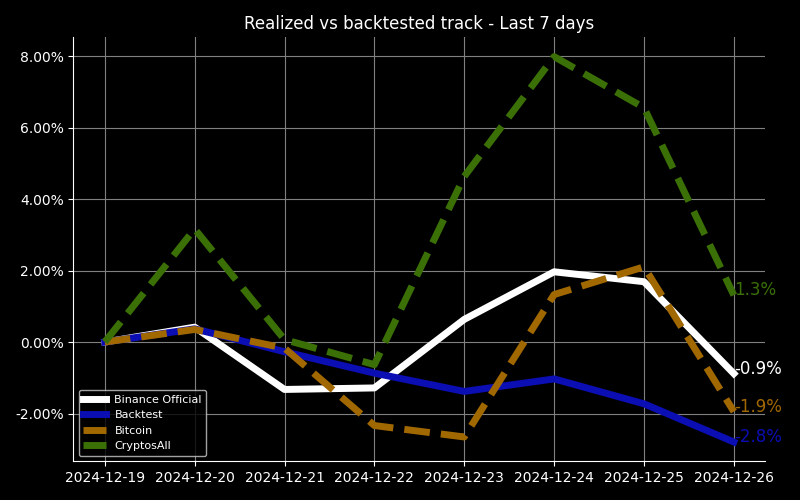 Realized vs backtested track - Last 7 days
8.00%
6.00%
4.00%
2.00%
0.00%
-2.00%
1.3%
-0.9%
-1.9%
-2.8%
Binance Official
Backtest
Bitcoin
CryptosAll
2024-12-19 2024-12-20 2024-12-21 2024-12-22 2024-12-23 2024-12-24 2024-12-25 2024-12-26